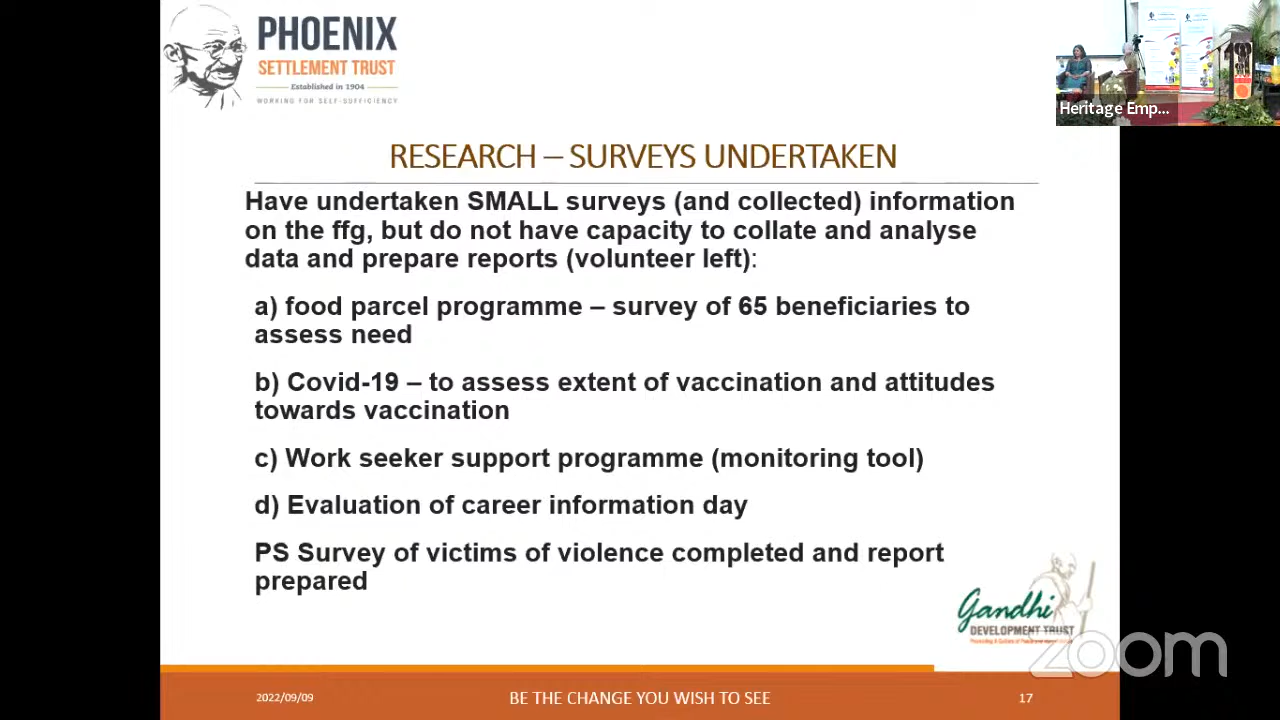 PHOENIX
SETTLEMENT TRUST
Established in 1904
WORKING FOR SELF-SUFFICIENCY
Heritage Emp...
RESEARCH – SURVEYS UNDERTAKEN
Have undertaken SMALL surveys (and collected) information
on the ffg, but do not have capacity to collate and analyse
data and prepare reports (volunteer left):
a) food parcel programme – survey of 65 beneficiaries to
assess need
b) Covid-19 – to assess extent of vaccination and attitudes
towards vaccination
c) Work seeker support programme (monitoring tool)
d) Evaluation of career information day
PS Survey of victims of violence completed and report
prepared
Gandhi
DEVELOPMENT TRUST
zoom
2022/09/09
BE THE CHANGE YOU WISH TO SEE
17